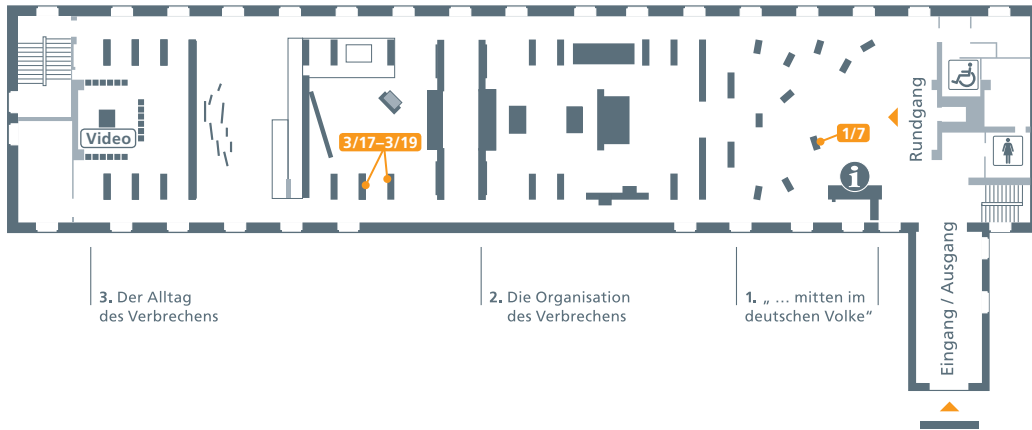 Video
3/17–3/19
1/7
Rundgang
i
3. Der Alltag
des Verbrechens
2. Die Organisation
des Verbrechens
1. „ … mitten im
deutschen Volke“
Eingang / Ausgang